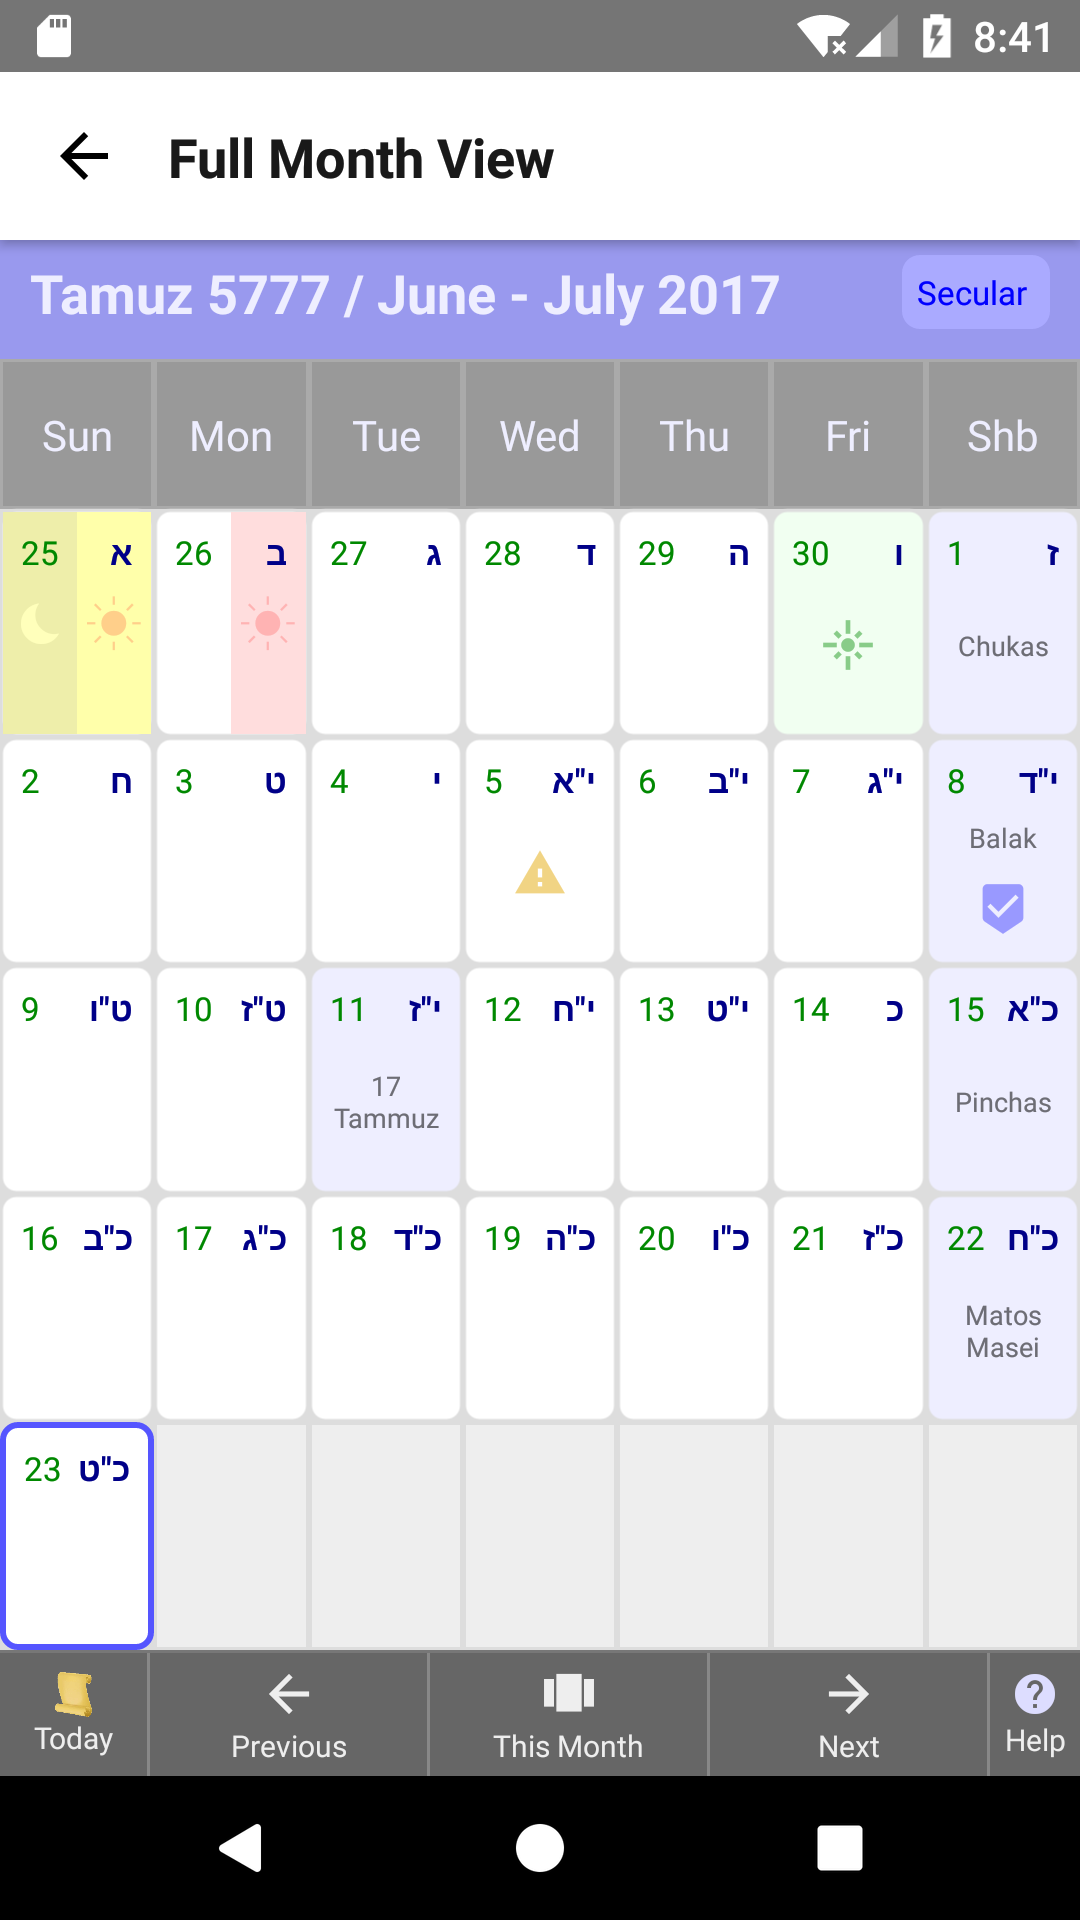 8:41
Full Month View
Tamuz 5777 / June - July 2017
Secular
Sun Mon Tue Wed Thu Fri Shb
25 א 26 ב 27 ג 28 ד 29 ה 30 ו 1 ז
Chukas
2 ח 3 ט 4 י 5 י"א 6 י"ב 7 י"ג 8 י"ד
Balak
9 ט"ו 10 ט"ז 11 י"ז 12 י"ח 13 י"ט 14 כ 15 כ"א
17
Tammuz
Pinchas
16 כ"ב 17 כ"ג 18 כ"ד 19 כ"ה 20 כ"ו 21 כ"ז 22 כ"ח
Matos
Masei
23 כ"ט
Today Previous This Month Next Help